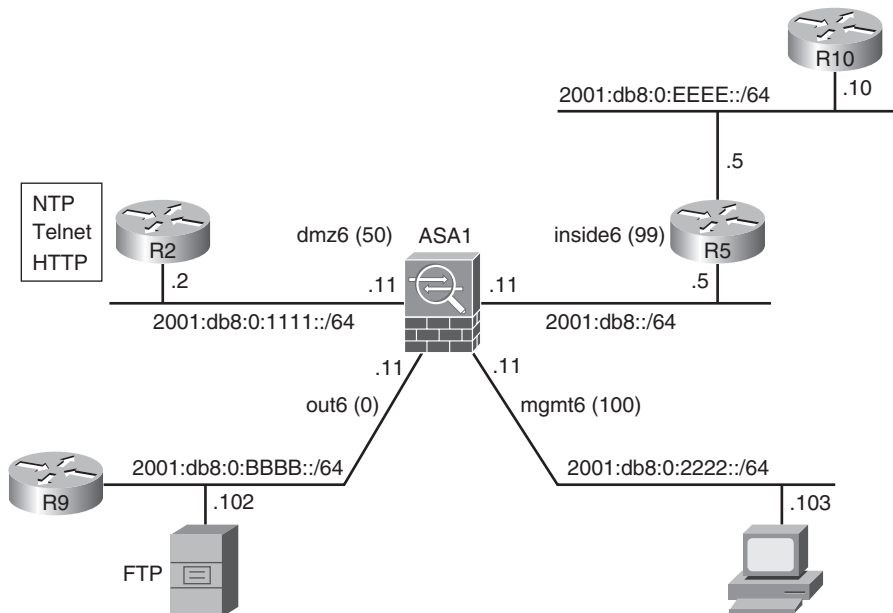 R10
.10
2001:db8:0:EEEE::/64
.5
NTP
Telnet
HTTP
R2
.2
dmz6 (50)
ASA1
inside6 (99)
R5
.5
.11
.11
2001:db8:0:1111::/64
2001:db8::/64
.11
.11
out6 (0)
mgmt6 (100)
2001:db8:0:BBBB::/64
2001:db8:0:2222::/64
R9
.102
.103
FTP